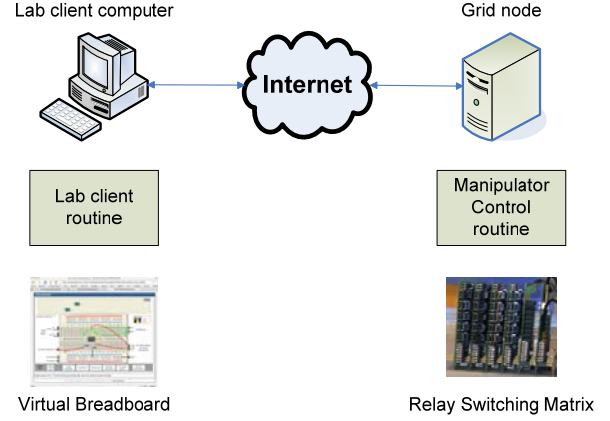 Lab client computer
Grid node
Internet
Lab client
routine
Manipulator
Control
routine
Virtual Breadboard
Relay Switching Matrix